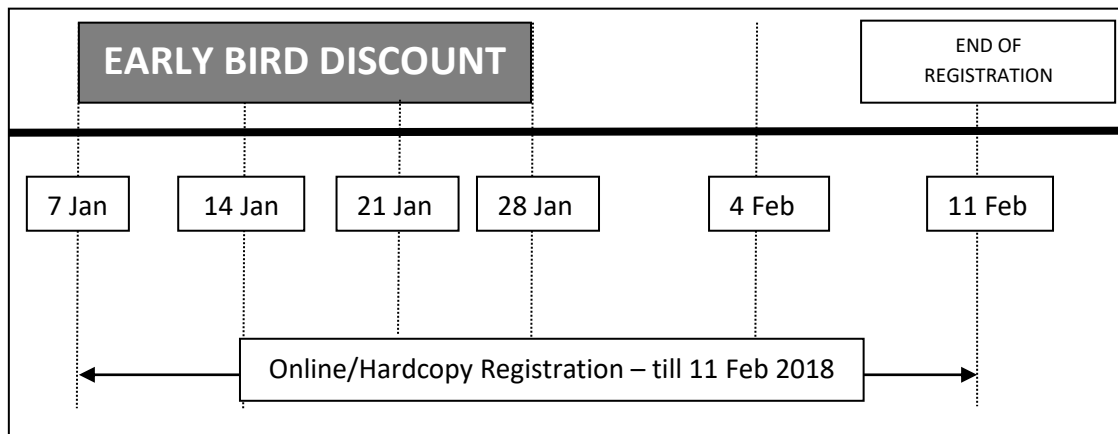 EARLY BIRD DISCOUNT
END OF
REGISTRATION
7 Jan
14 Jan
21 Jan
28 Jan
4 Feb
11 Feb
Online/Hardcopy Registration – till 11 Feb 2018